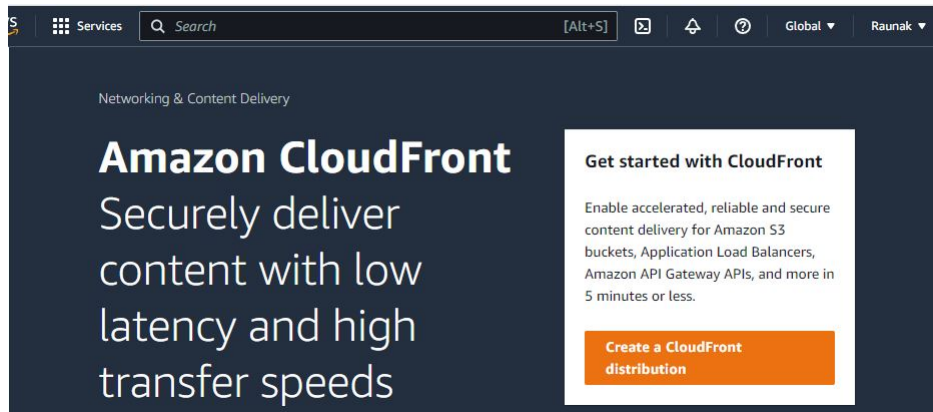 Services Search [Alt+S] Global ▼ Raunak ▼
Networking & Content Delivery
Amazon CloudFront
Securely deliver
content with low
latency and high
transfer speeds
Get started with CloudFront
Enable accelerated, reliable and secure
content delivery for Amazon S3
buckets, Application Load Balancers,
Amazon API Gateway APIs, and more in
5 minutes or less.
Create a CloudFront
distribution